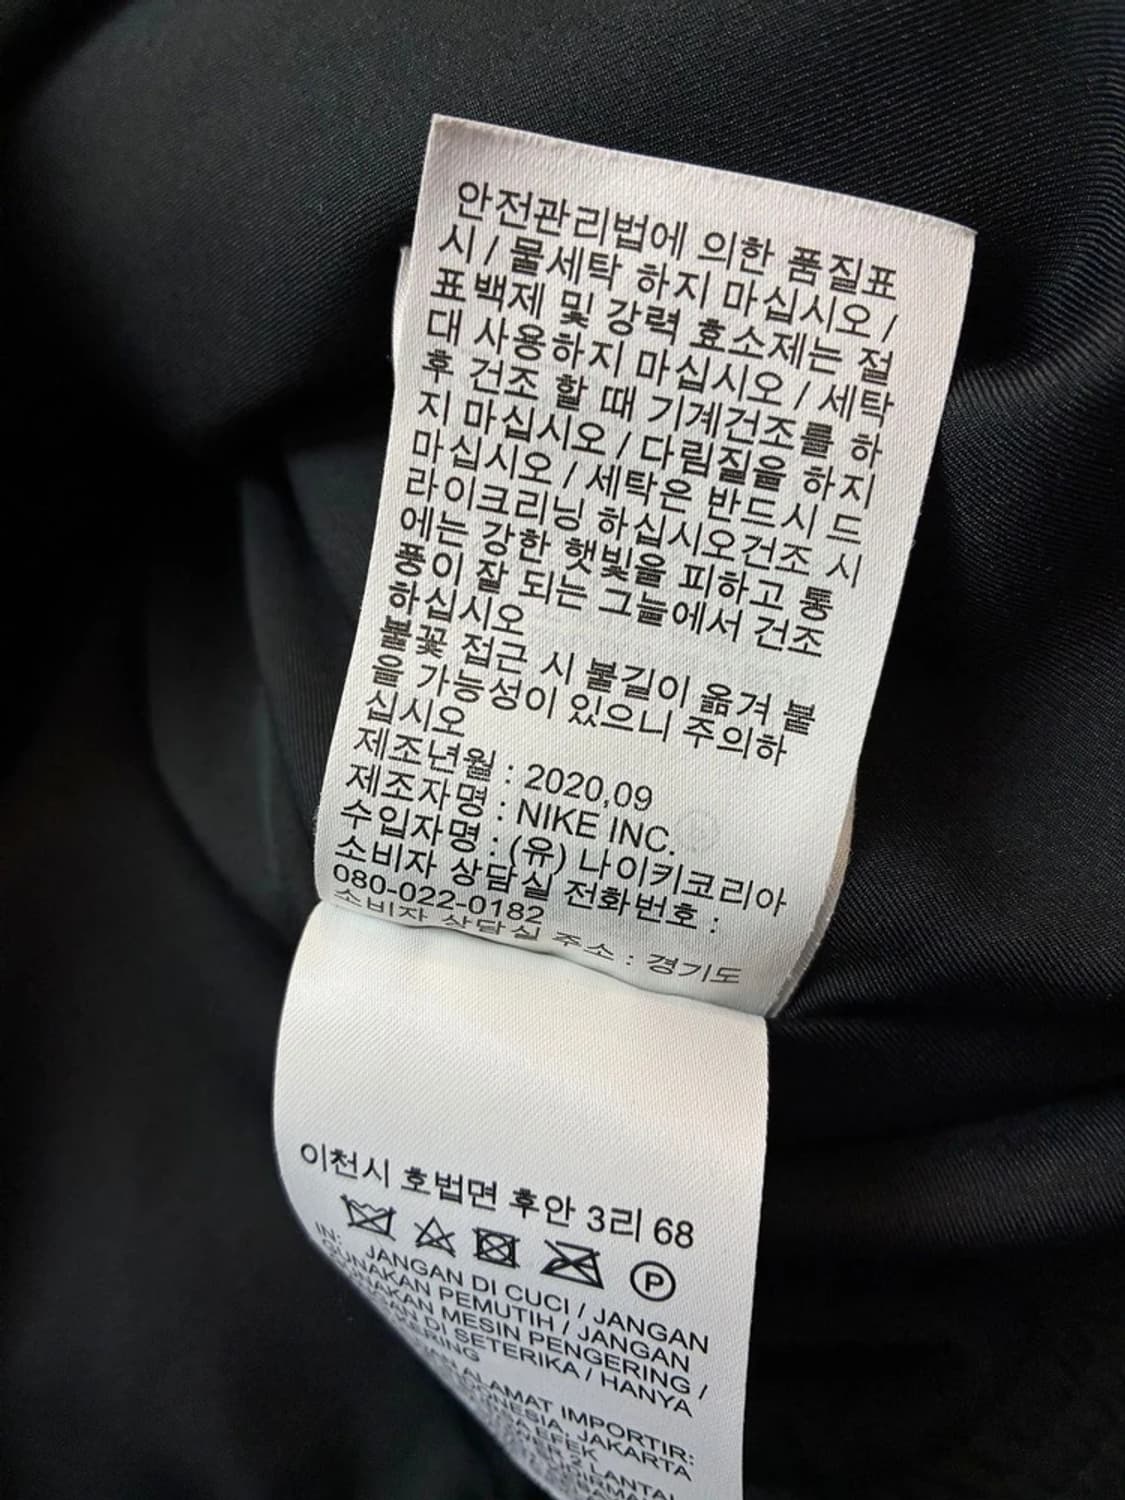 안전관리법에 의한 품질표
시 / 물세탁 하지 마십시오 /
표백제 및 강력 효소제는 절
대 사용하지 마십시오 / 세탁
후 건조 할 때 기계건조를 하
지 마십시오 / 다림질을 하지
마십시오 / 세탁은 반드시 드
라이크리닝 하십시오건조 시
에는 강한 햇빛을 피하고 통
풍이 잘 되는 그늘에서 건조
하십시오
불꽃 접근 시 불길이 옮겨 붙
을 가능성이 있으니 주의하
십시오
제조년월 : 2020,09
제조자명 : NIKE INC.
수입자명 : (유) 나이키코리아
소비자 상담실 전화번호 :
080-022-0182
소비자 상담실 주소 : 경기도
이천시 호법면 후안 3리 68
P
IN: JANGAN DI CUCI / JANGAN
GUNAKAN PEMUTIH / JANGAN
GUNAKAN MESIN PENGERING /
DI SETERIKA / HANYA
KERING
ALAMAT IMPORTIR:
INDONESIA, JAKARTA
EFEK
2 LANTAI